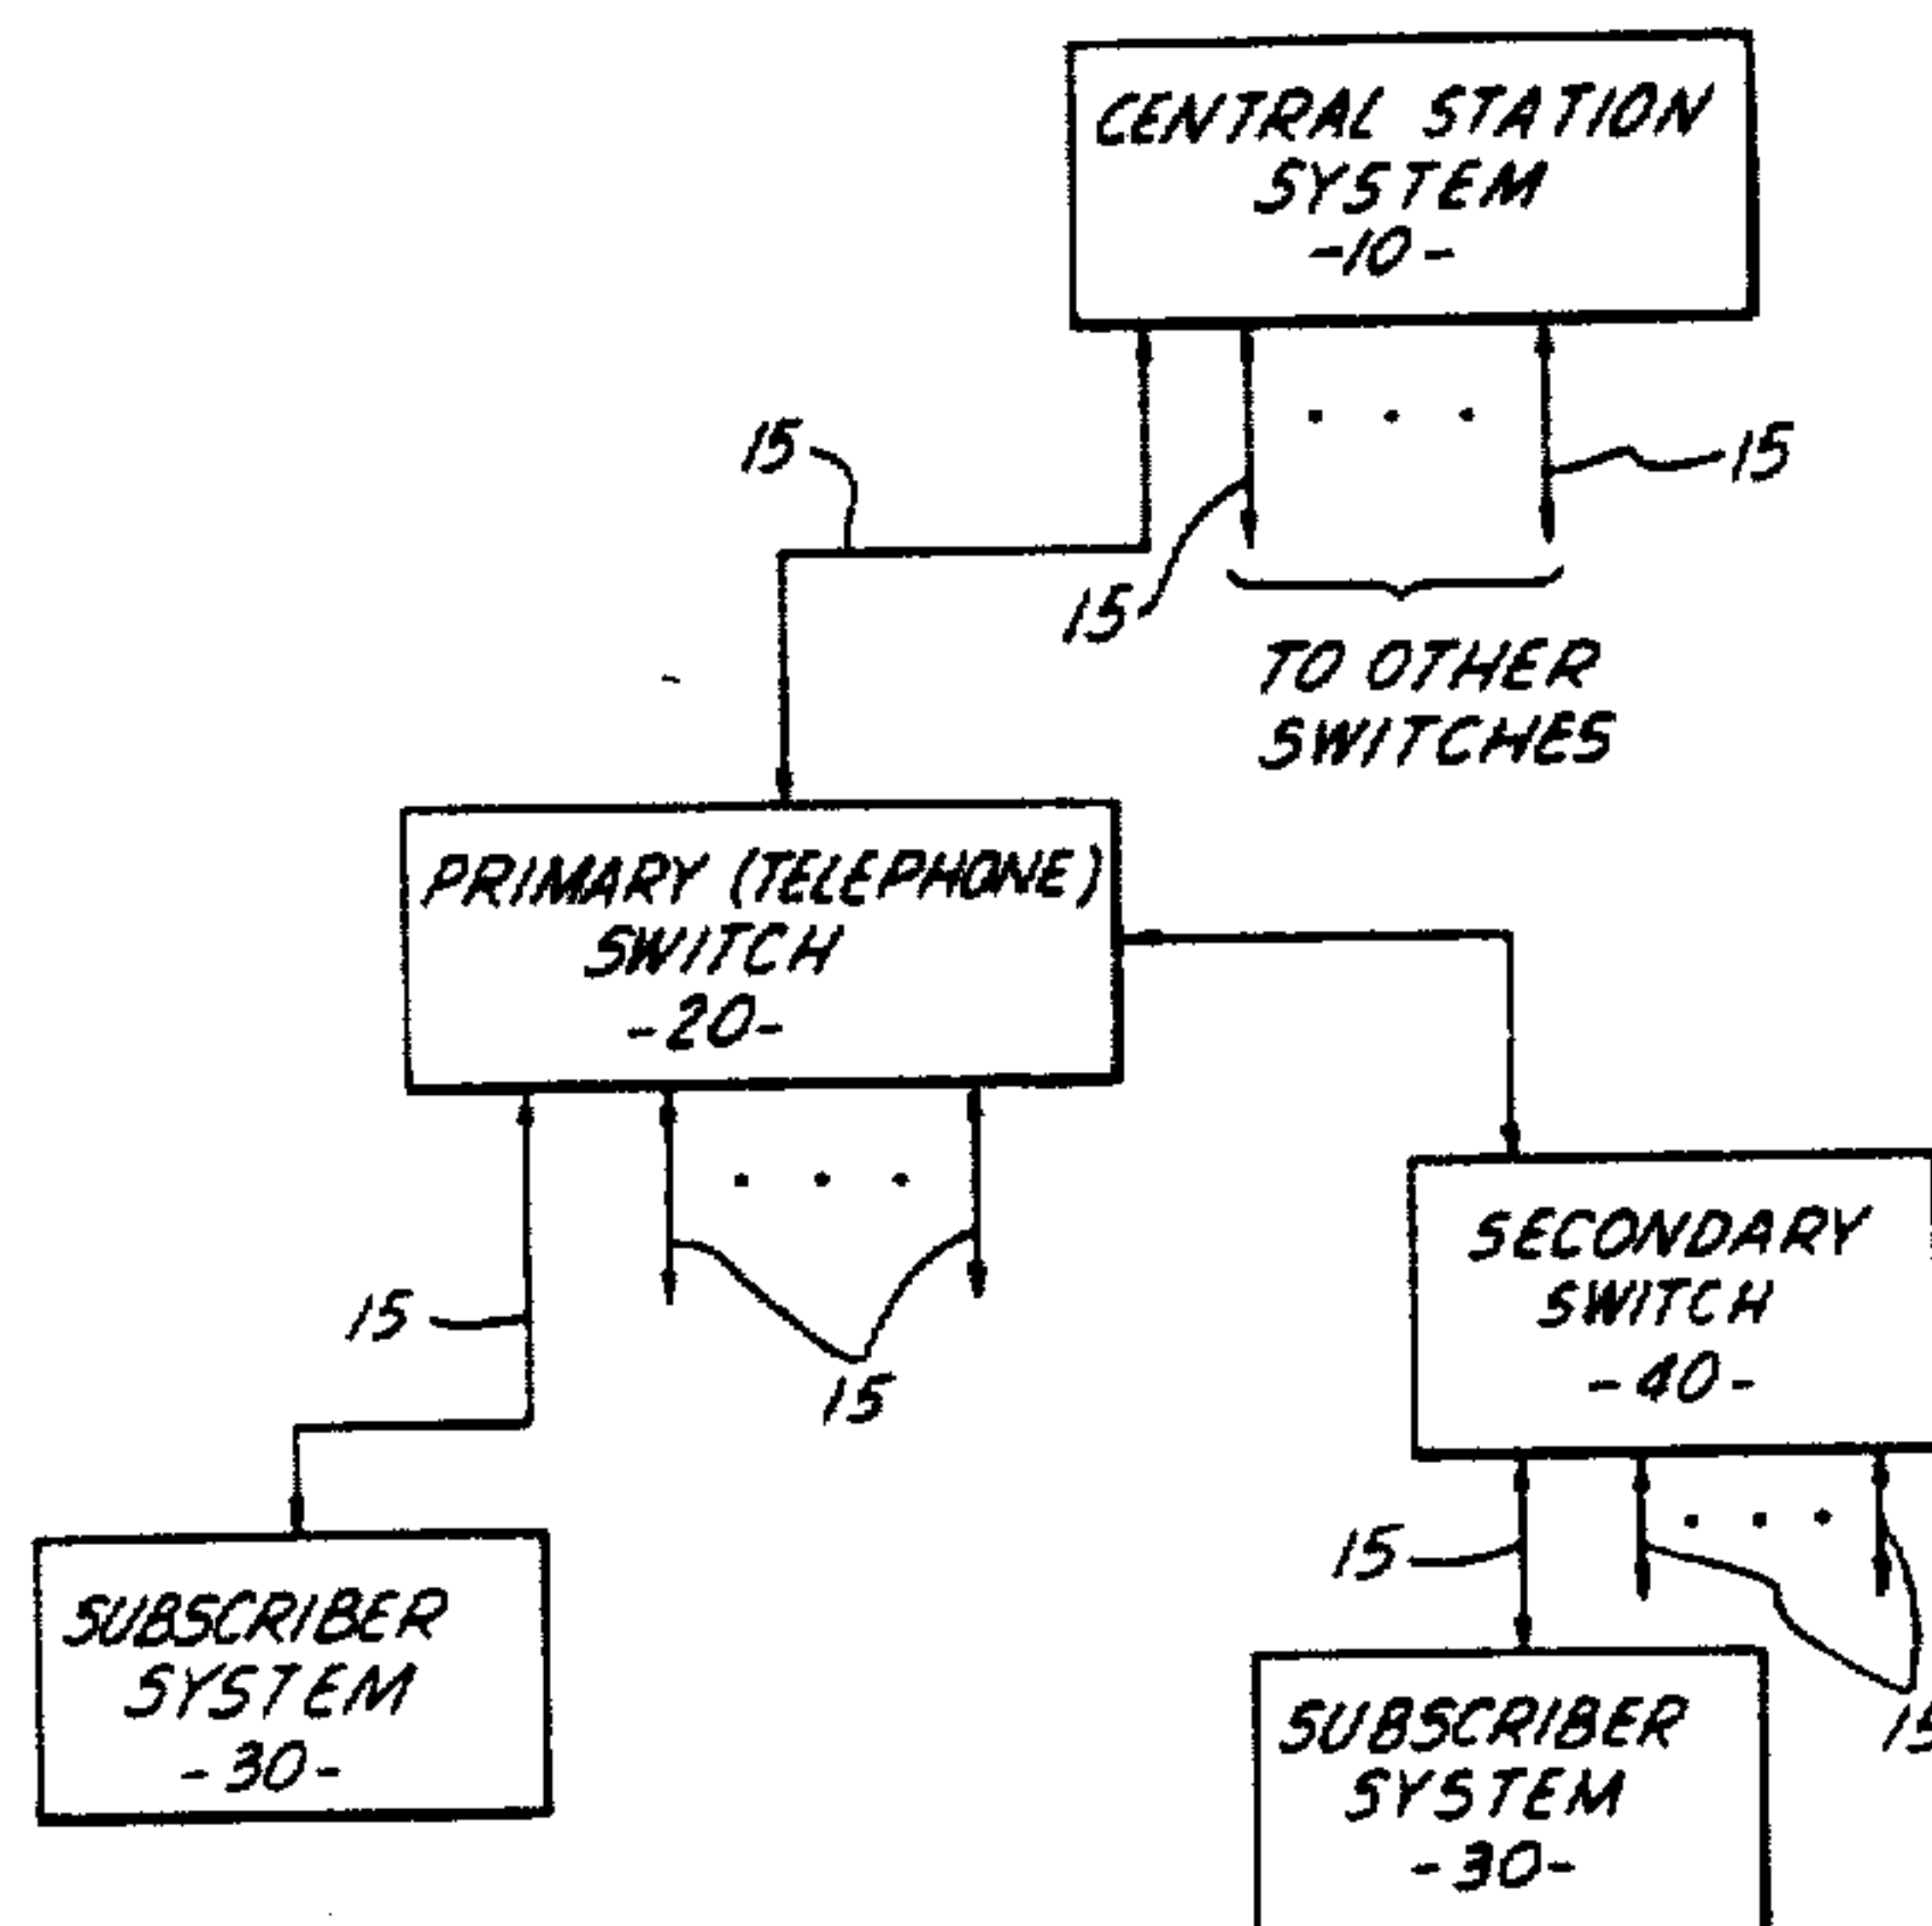 CENTRAL STATION
SYSTEM
-10-
15
15
15
TO OTHER
SWITCHES
PRIMARY (TELEPHONE)
SWITCH
-20-
SECONDARY
SWITCH
-40-
15
15
15
15
SUBSCRIBER
SYSTEM
-30-
SUBSCRIBER
SYSTEM
-30-